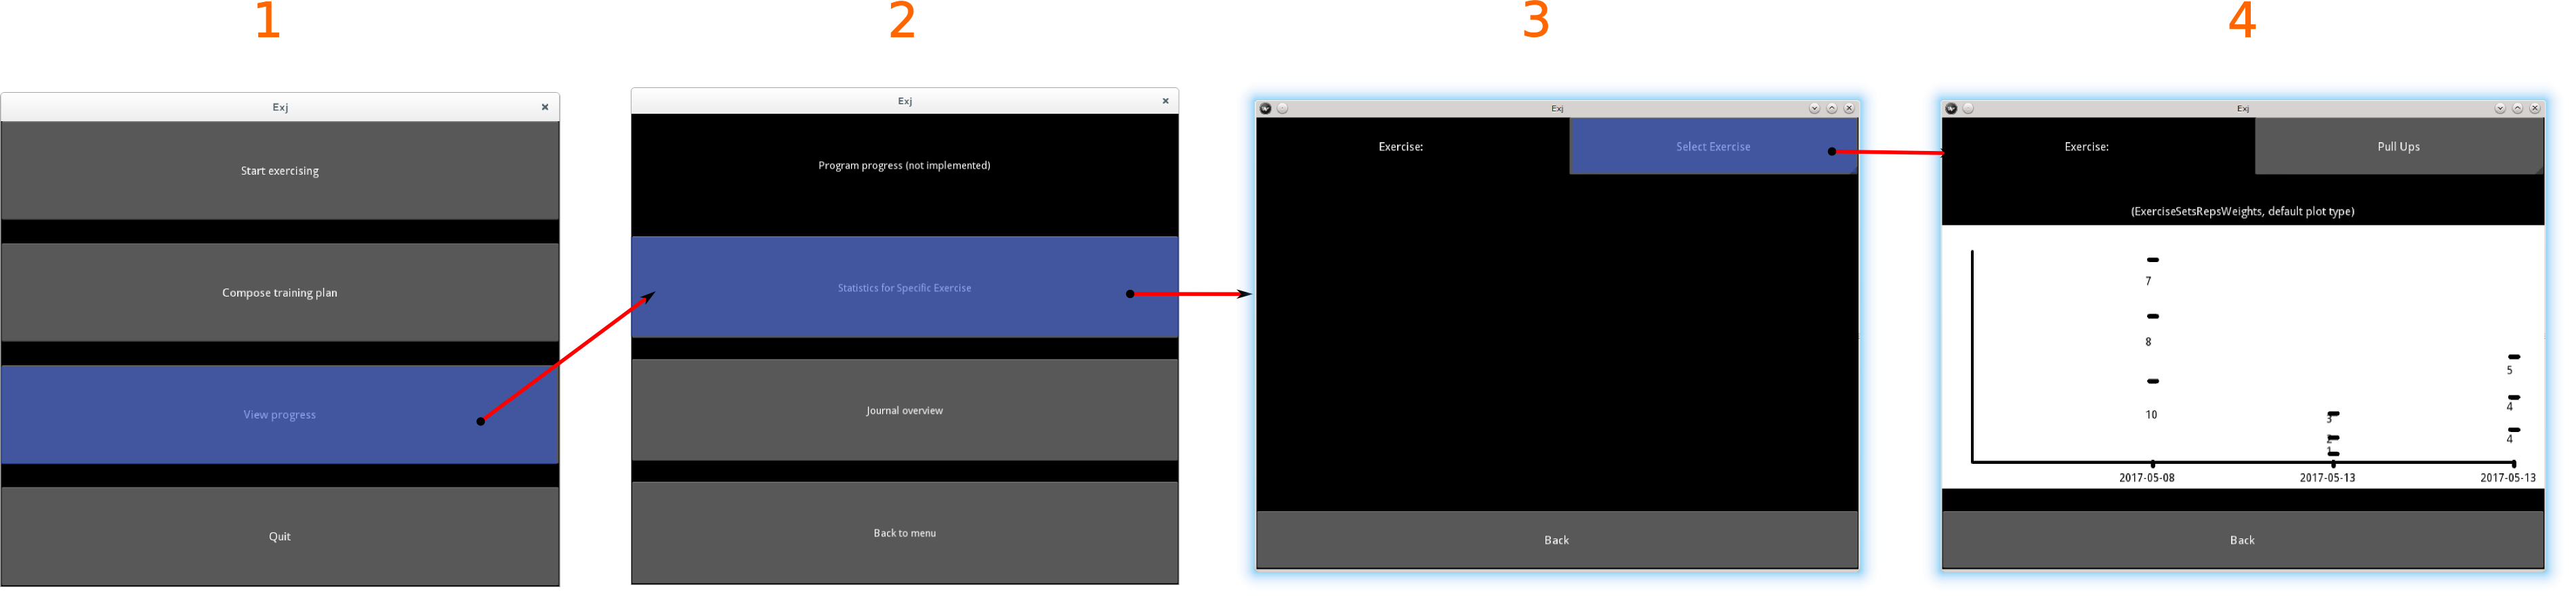 1
2
3
4
Exj
Start exercising
Compose training plan
View progress
Quit
Exj
Program progress (not implemented)
Statistics for Specific Exercise
Journal overview
Back to menu
Exj
Exercise:
Select Exercise
Back
Exj
Exercise:
Pull Ups
(ExerciseSetsRepsWeights, default plot type)
7
8
10
3
2
1
5
4
4
2017-05-08
2017-05-13
2017-05-13
Back